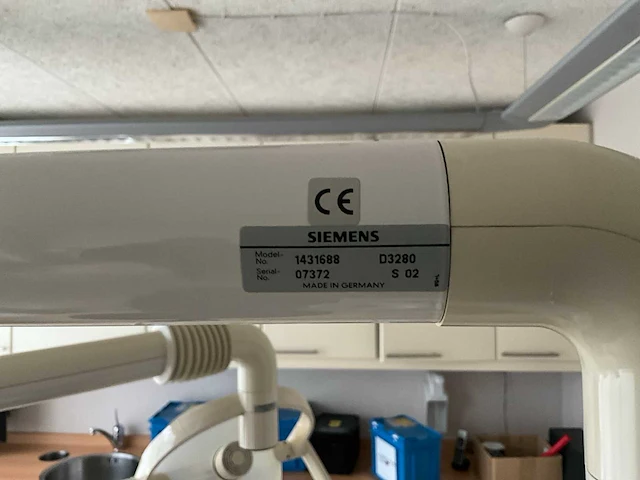 CE
SIEMENS
Model-No. 1431688 D3280
Serial-No. 07372 S 02
MADE IN GERMANY